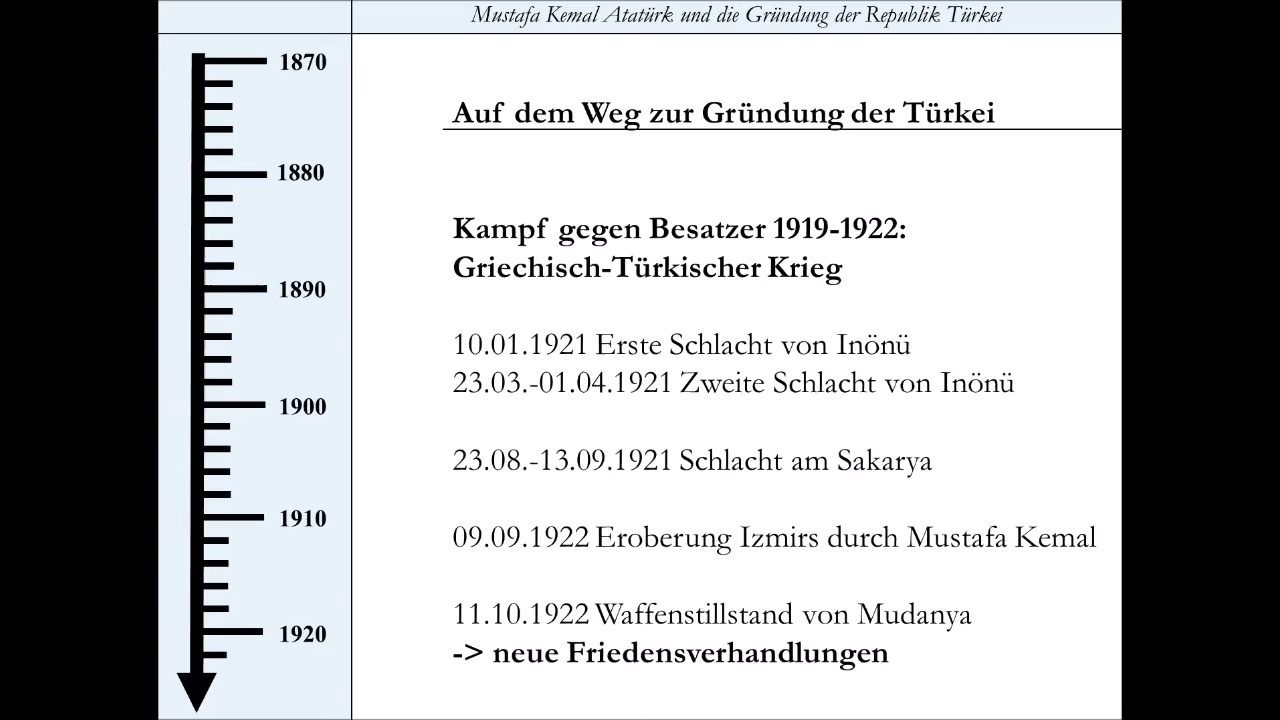 Mustafa Kemal Atatürk und die Gründung der Republik Türkei
1870
1880
1890
1900
1910
1920
Auf dem Weg zur Gründung der Türkei
Kampf gegen Besatzer 1919-1922:
Griechisch-Türkischer Krieg
10.01.1921 Erste Schlacht von Inönü
23.03.-01.04.1921 Zweite Schlacht von Inönü
23.08.-13.09.1921 Schlacht am Sakarya
09.09.1922 Eroberung Izmirs durch Mustafa Kemal
11.10.1922 Waffenstillstand von Mudanya
-> neue Friedensverhandlungen